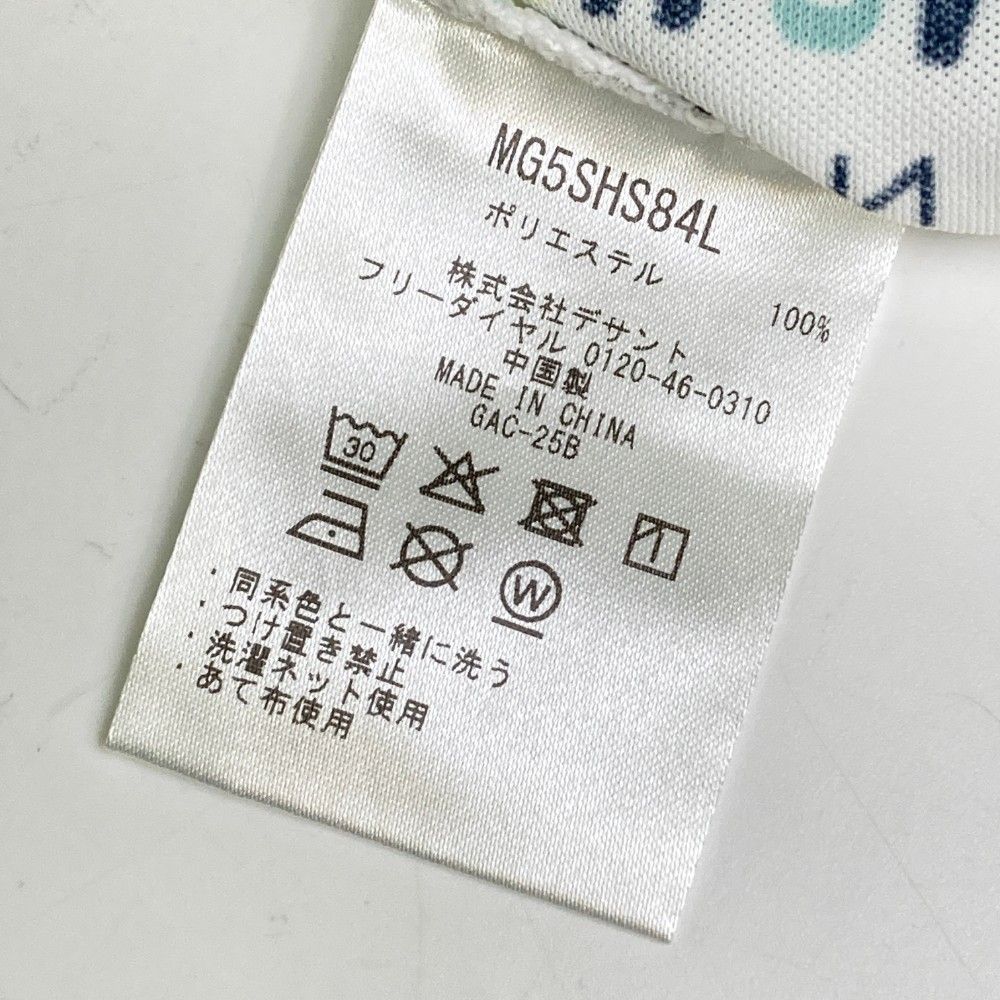 MG5SHS84L
ポリエステル 100%
株式会社デサント
フリーダイヤル 0120-46-0310
中国製
MADE IN CHINA
GAC-25B
30
W
・同系色と一緒に洗う
・つけ置き禁止
・洗濯ネット使用
・あて布使用